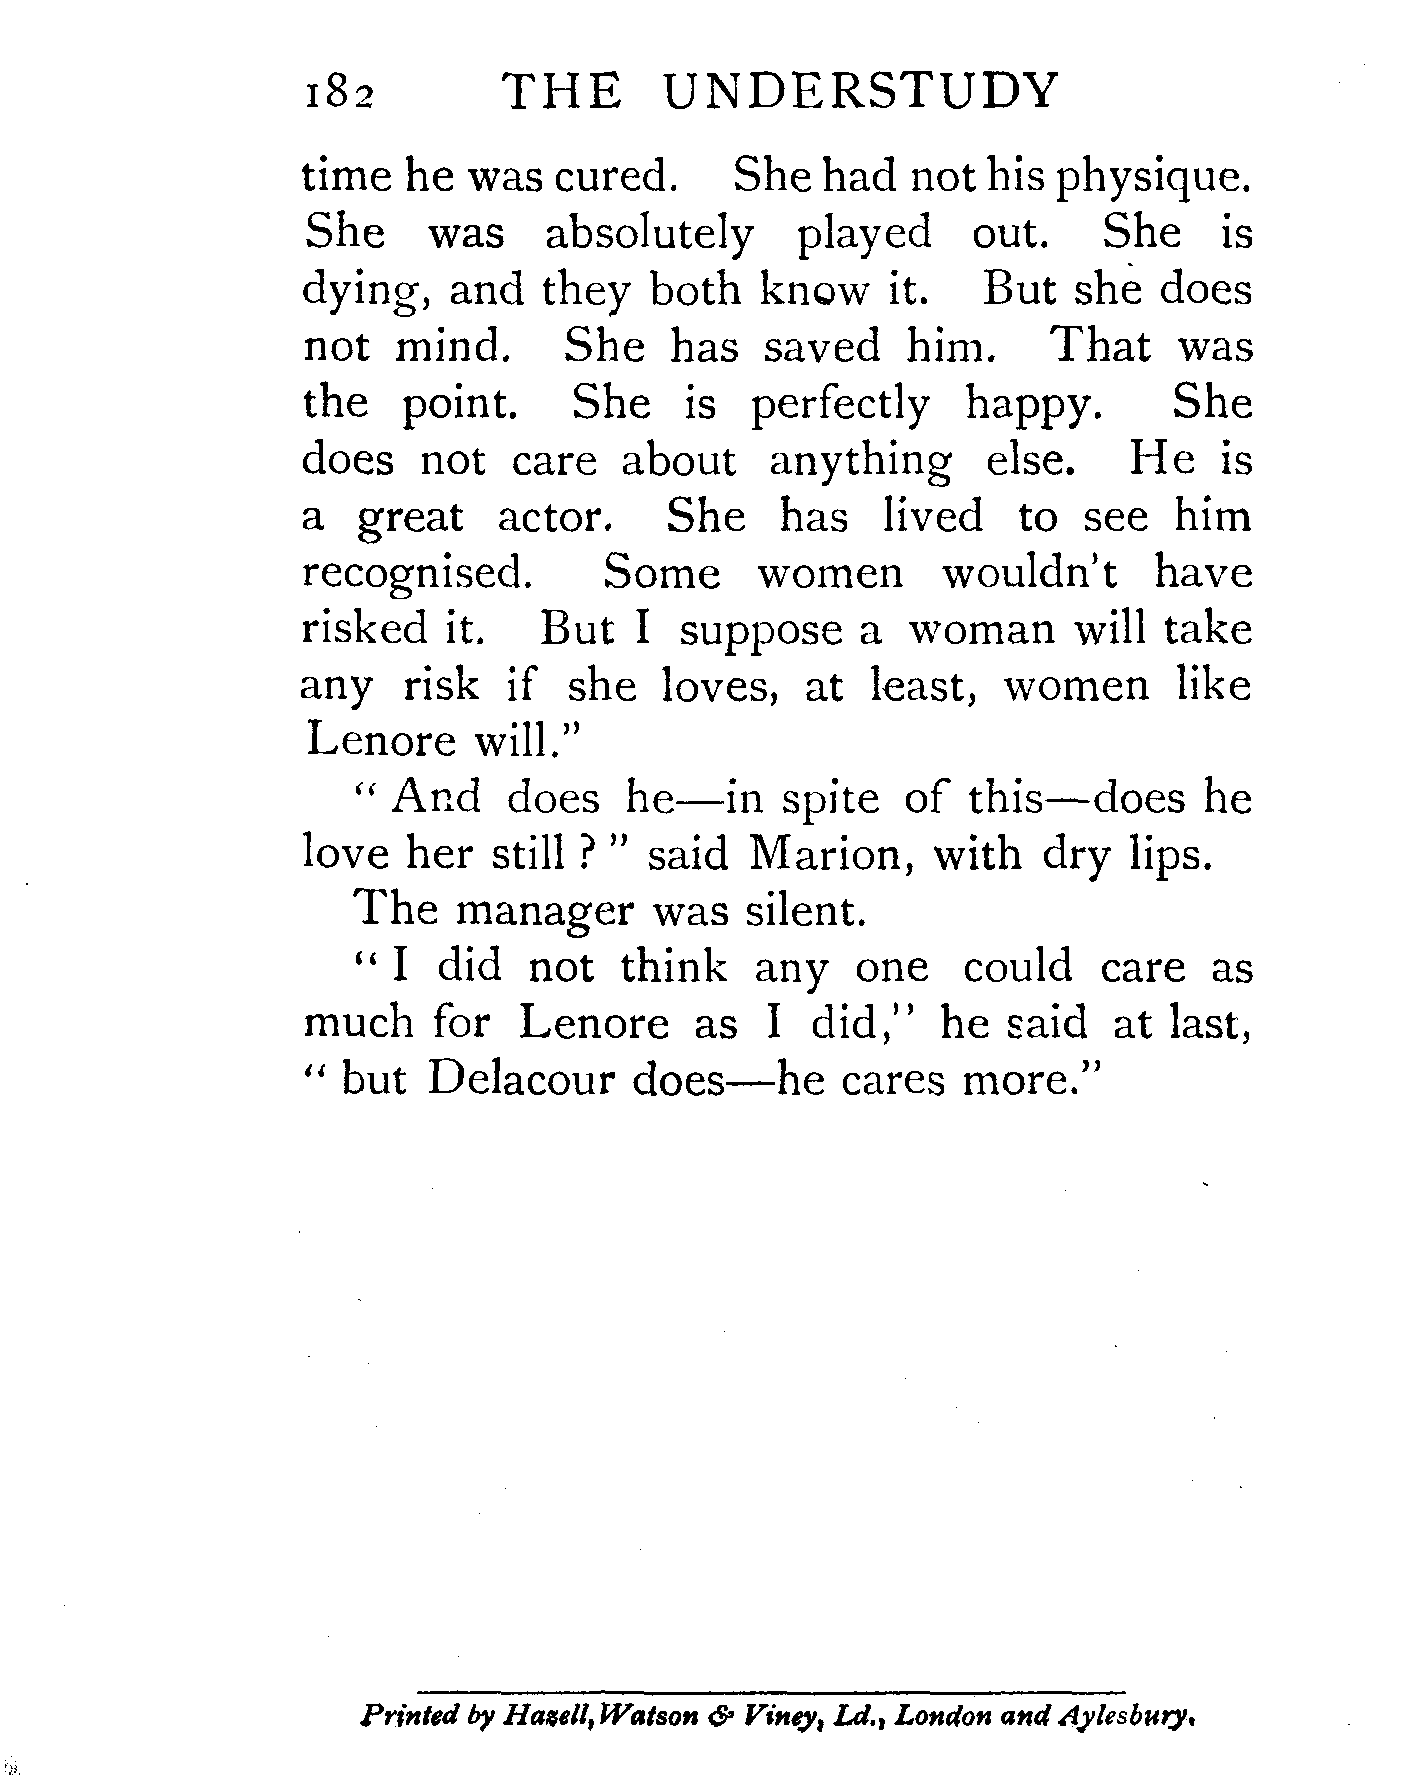 182 THE UNDERSTUDY
time he was cured. She had not his physique.
She was absolutely played out. She is
dying, and they both know it. But she does
not mind. She has saved him. That was
the point. She is perfectly happy. She
does not care about anything else. He is
a great actor. She has lived to see him
recognised. Some women wouldn't have
risked it. But I suppose a woman will take
any risk if she loves, at least, women like
Lenore will."
" And does he—in spite of this—does he
love her still ? " said Marion, with dry lips.
The manager was silent.
" I did not think any one could care as
much for Lenore as I did," he said at last,
" but Delacour does—he cares more."
Printed by Hazell, Watson & Viney, Ld., London and Aylesbury.